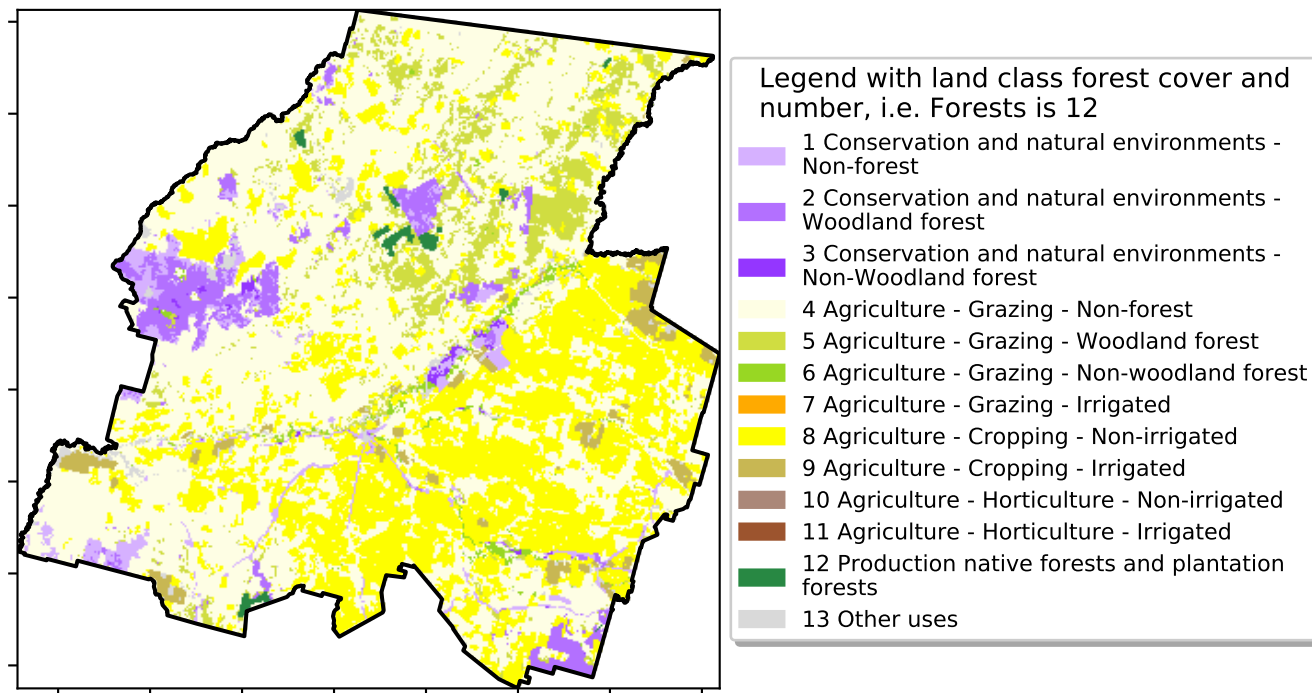 Legend with land class forest cover and
number, i.e. Forests is 12
1 Conservation and natural environments -
Non-forest
2 Conservation and natural environments -
Woodland forest
3 Conservation and natural environments -
Non-Woodland forest
4 Agriculture - Grazing - Non-forest
5 Agriculture - Grazing - Woodland forest
6 Agriculture - Grazing - Non-woodland forest
7 Agriculture - Grazing - Irrigated
8 Agriculture - Cropping - Non-irrigated
9 Agriculture - Cropping - Irrigated
10 Agriculture - Horticulture - Non-irrigated
11 Agriculture - Horticulture - Irrigated
12 Production native forests and plantation
forests
13 Other uses